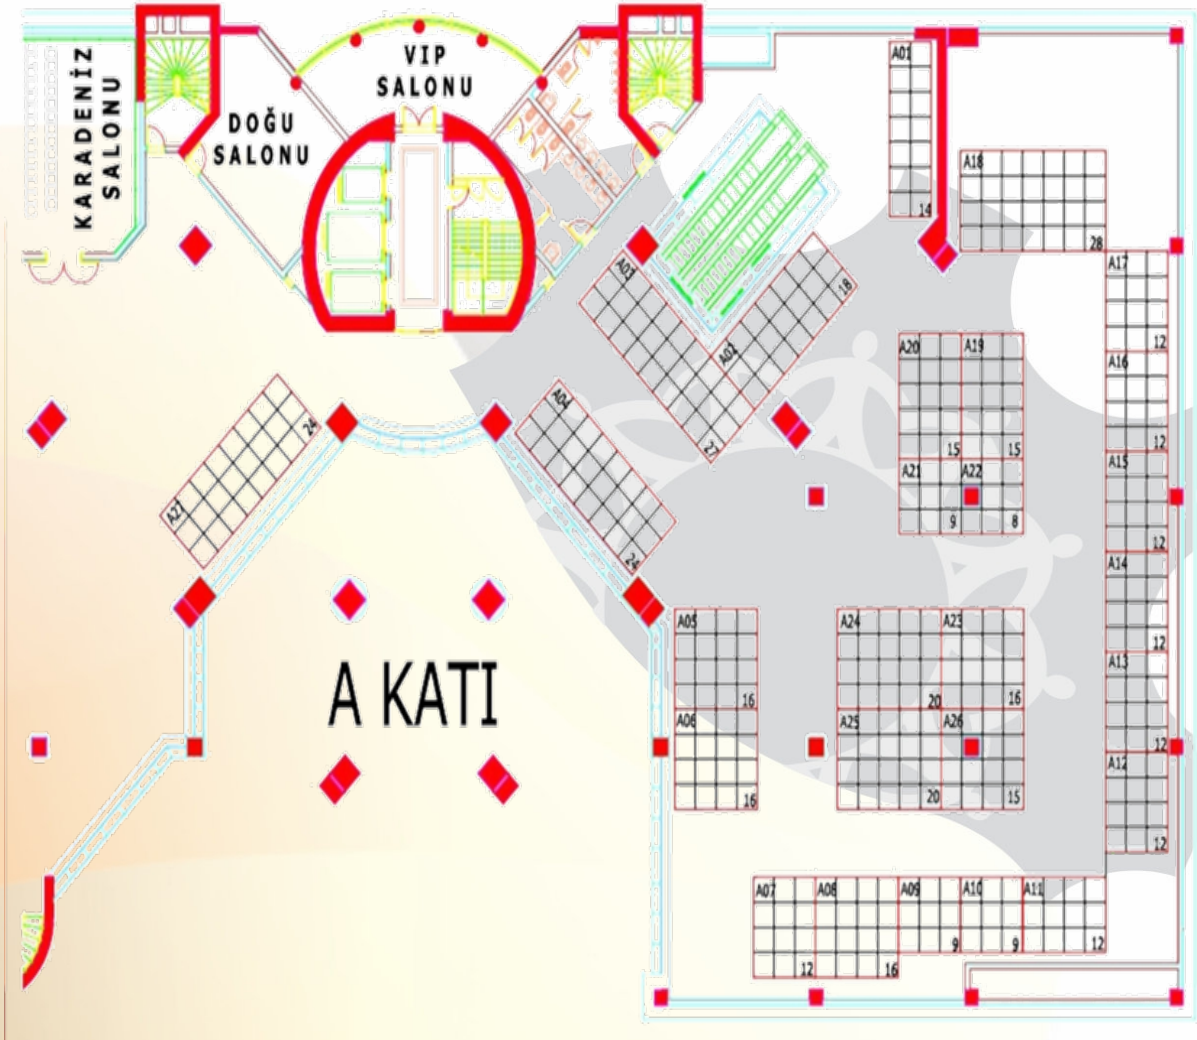 KARADENİZ
SALONU
DOĞU
SALONU
VIP
SALONU
A01
14
A18
28
A17
12
A03
27
A02
18
A20
15
A19
15
A16
12
A27
24
A04
24
A21
9
A22
8
A15
12
A14
12
A05
16
A24
20
A23
16
A13
12
A KATI
A06
16
A25
20
A26
15
A12
12
A07
12
A08
16
A09
9
A10
9
A11
12